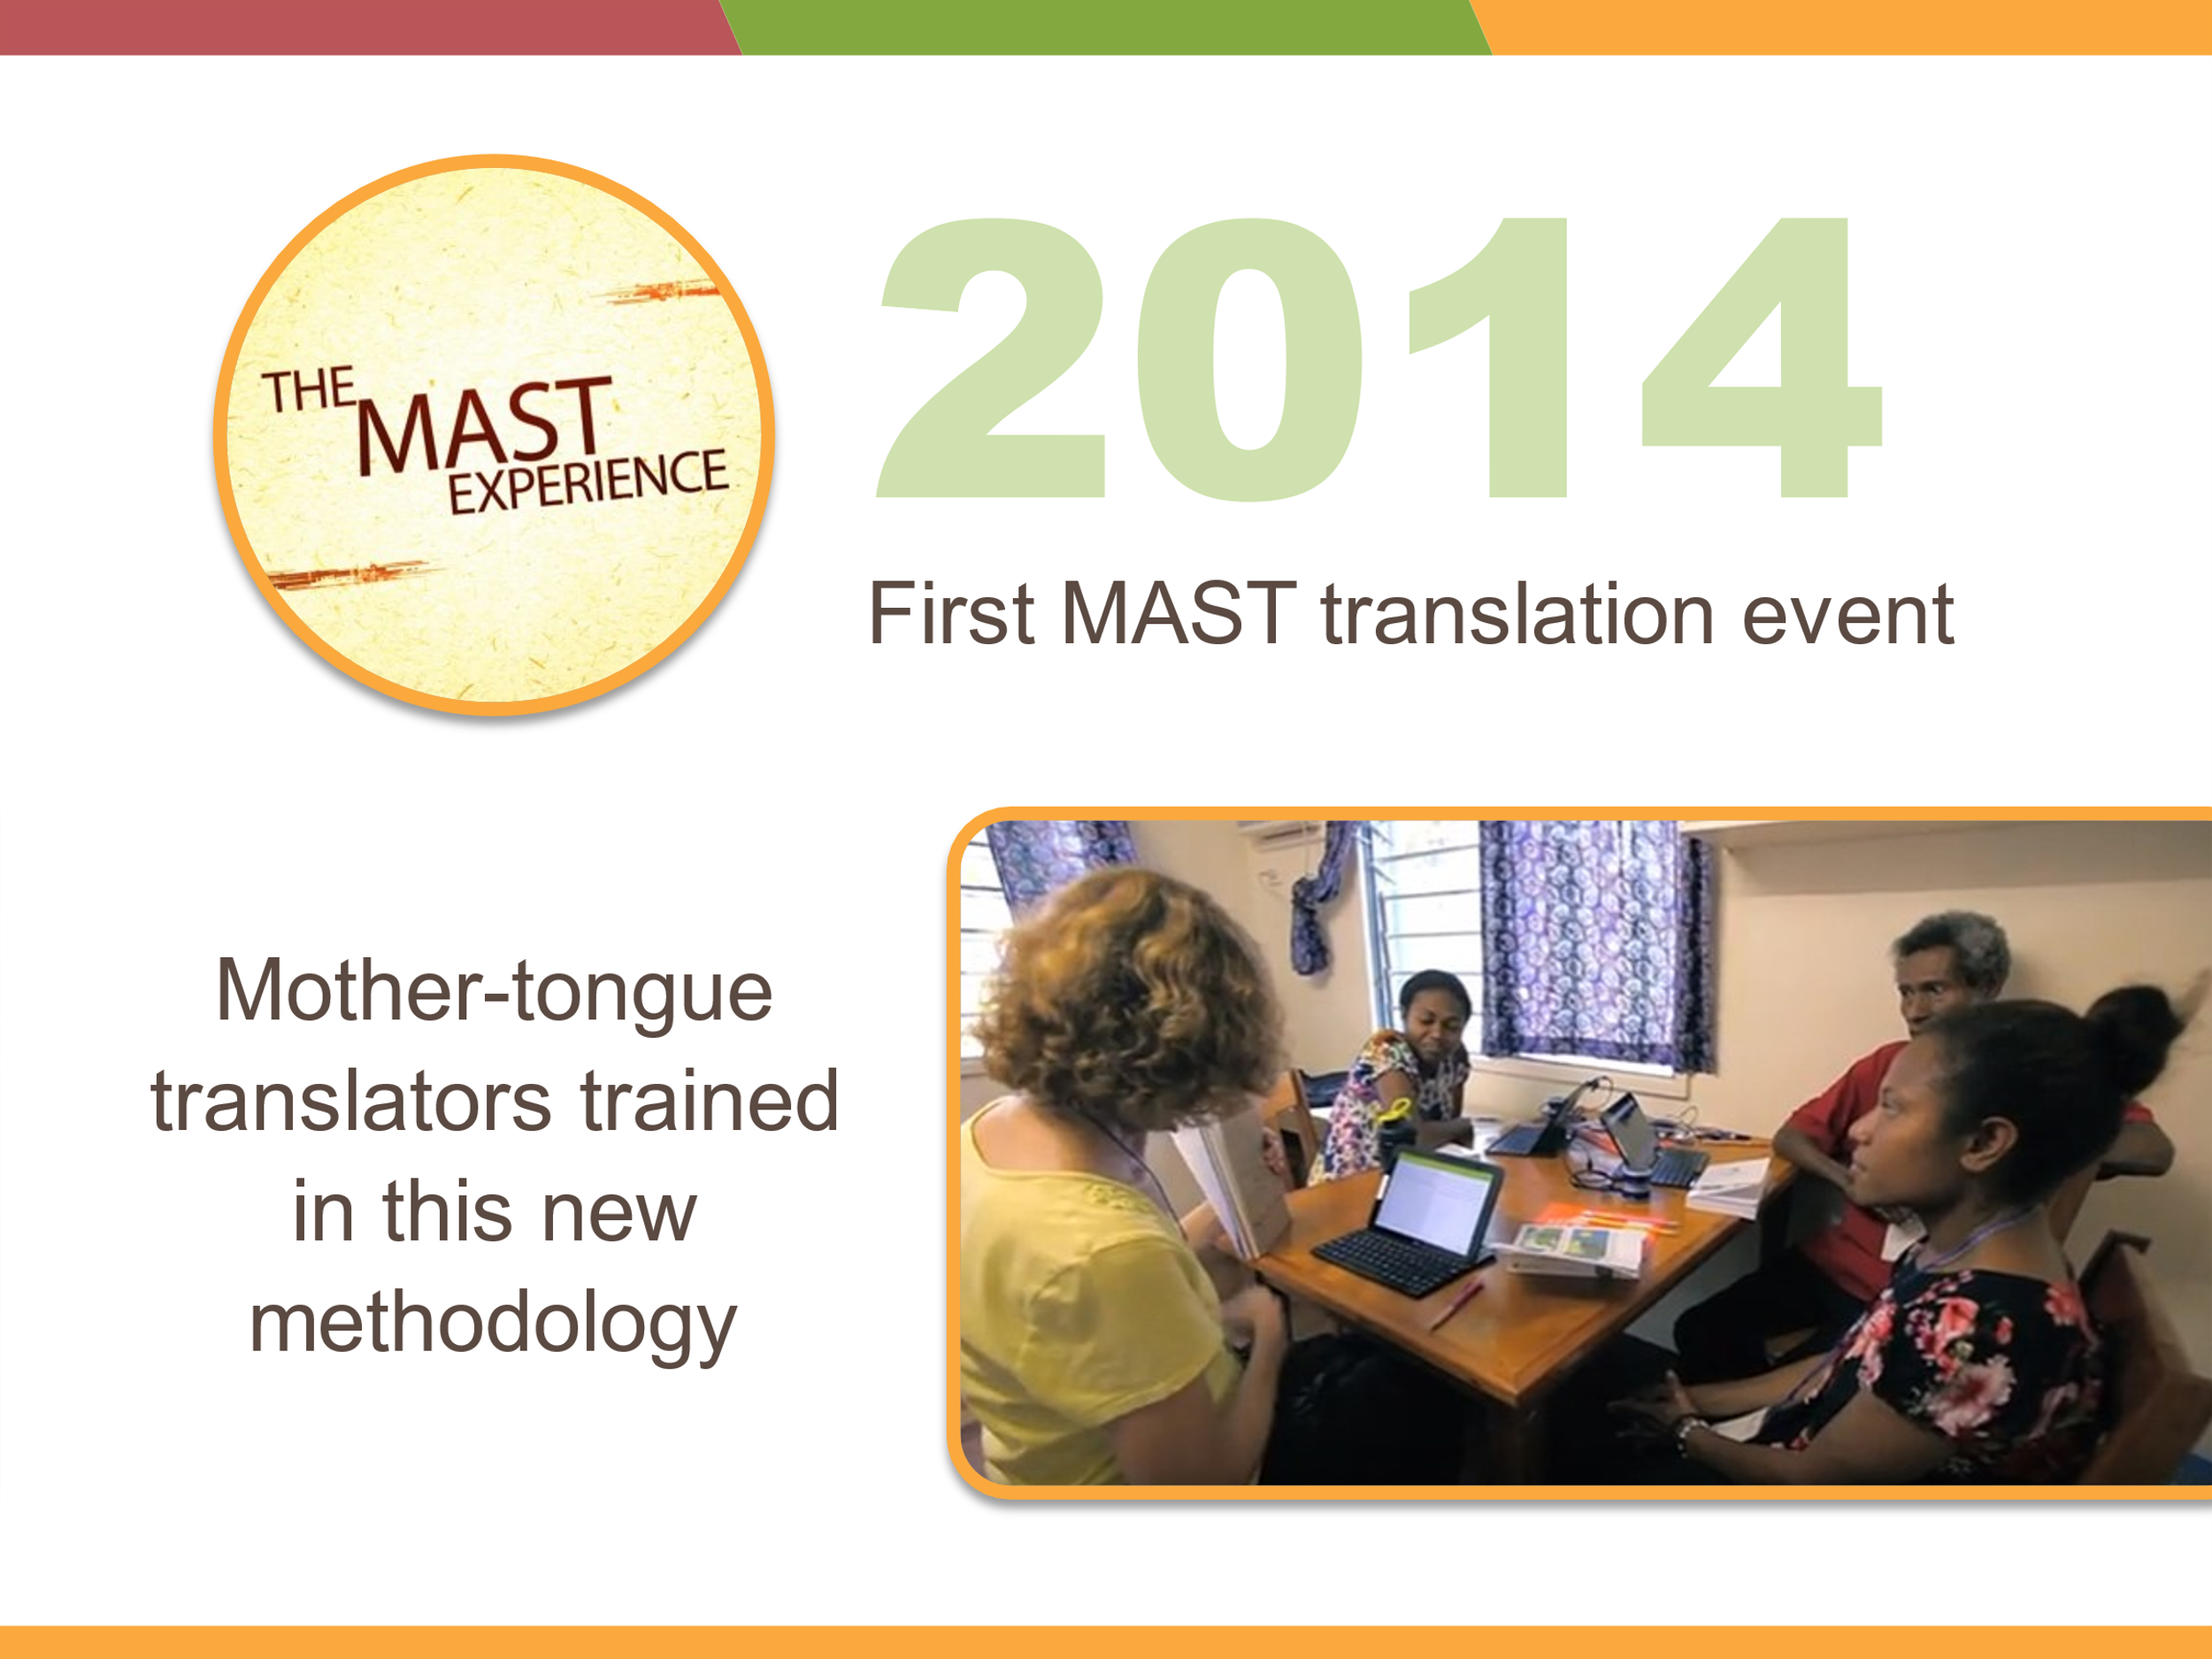 THE
MAST
EXPERIENCE
2014
First MAST translation event
Mother-tongue
translators trained
in this new
methodology